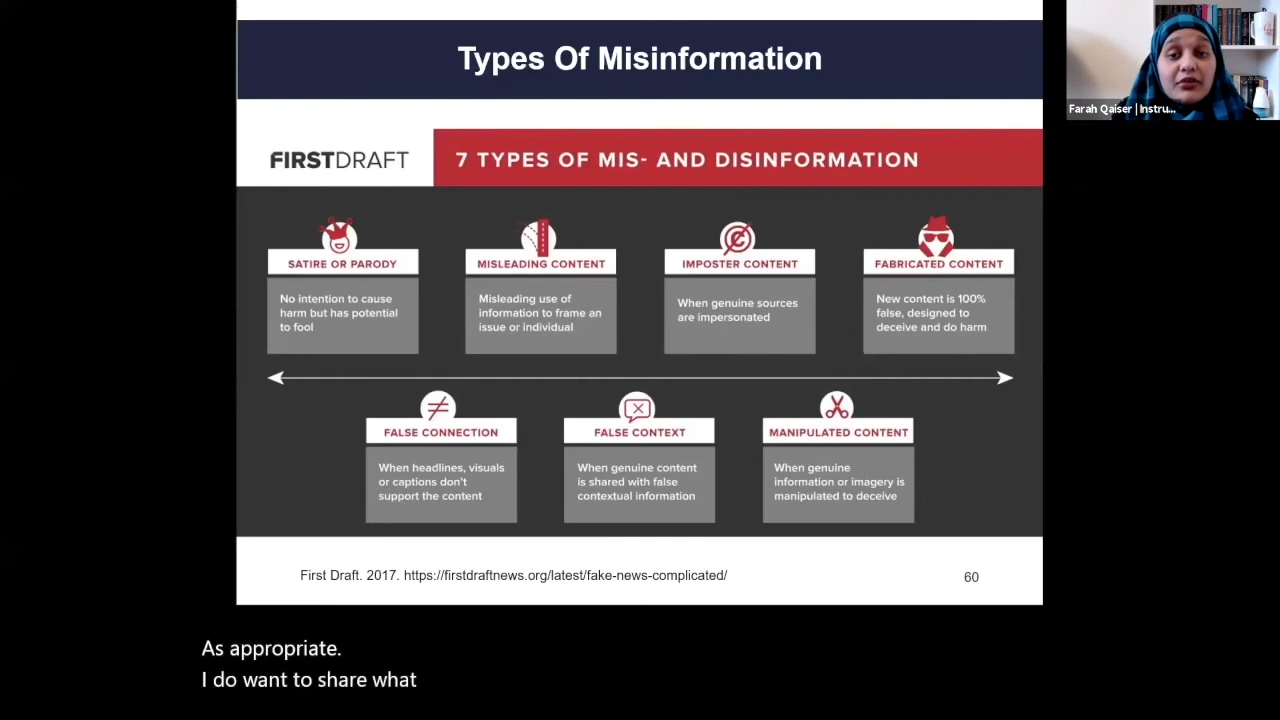 Types Of Misinformation
Farah Qaiser | Instru...
FIRSTDRAFT
7 TYPES OF MIS- AND DISINFORMATION
SATIRE OR PARODY
No intention to cause
harm but has potential
to fool
MISLEADING CONTENT
Misleading use of
information to frame an
issue or individual
IMPOSTER CONTENT
When genuine sources
are impersonated
FABRICATED CONTENT
New content is 100%
false, designed to
deceive and do harm
FALSE CONNECTION
When headlines, visuals
or captions don't
support the content
FALSE CONTEXT
When genuine content
is shared with false
contextual information
MANIPULATED CONTENT
When genuine
information or imagery is
manipulated to deceive
First Draft. 2017. https://firstdraftnews.org/latest/fake-news-complicated/
60
As appropriate.
I do want to share what